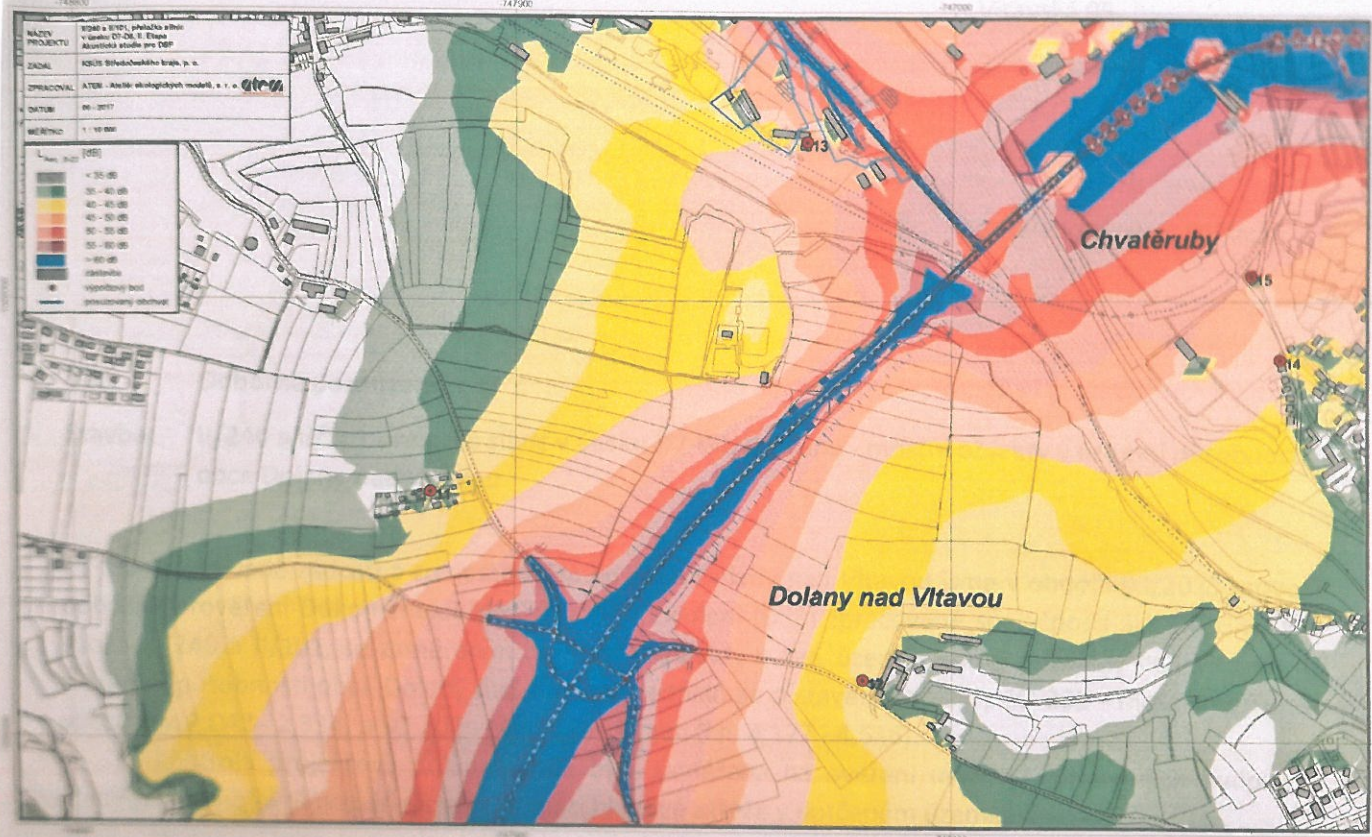 -747900
-747000
NÁZEV PROJEKTU
II/240 a II/101, přeložka silnic
v úseku D7-D8, II. Etapa
Akustická studie pro DSP
ZADAL
KSÚS Středočeského kraje, p. o.
ZPRACOVAL
ATEM - Ateliér ekologických modelů, s. r. o.
atem
DATUM
06 - 2017
MĚŘÍTKO
1 : 10 000
[dB]
< 35 dB
35 - 40 dB
40 - 45 dB
45 - 50 dB
50 - 55 dB
55 - 60 dB
> 60 dB
zástavba
výpočtový bod
posuzovaný obchvat
13
Chvatěruby
15
14
Dolany nad Vltavou